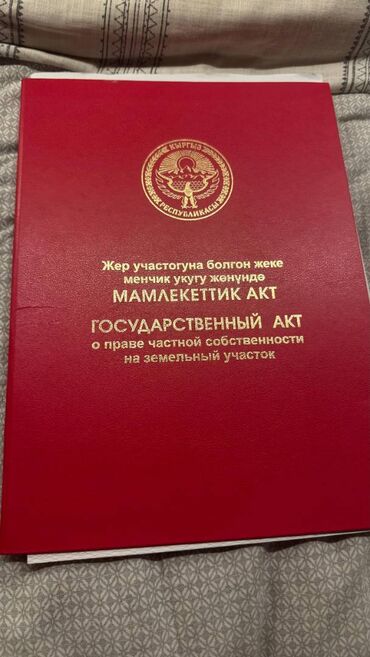 КЫРГЫЗ
РЕСПУБЛИКАСЫ
Жер участогуна болгон жеке
менчик укугу жөнүндө
МАМЛЕКЕТТИК АКТ
ГОСУДАРСТВЕННЫЙ АКТ
о праве частной собственности
на земельный участок